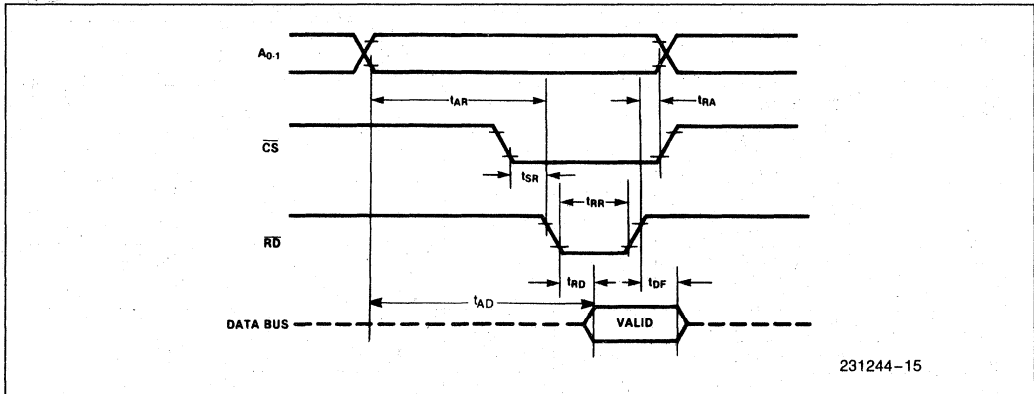 A0-1
tAR
tRA
CS
tSR
tRR
RD
tRD
tDF
tAD
DATA BUS
VALID
231244–15